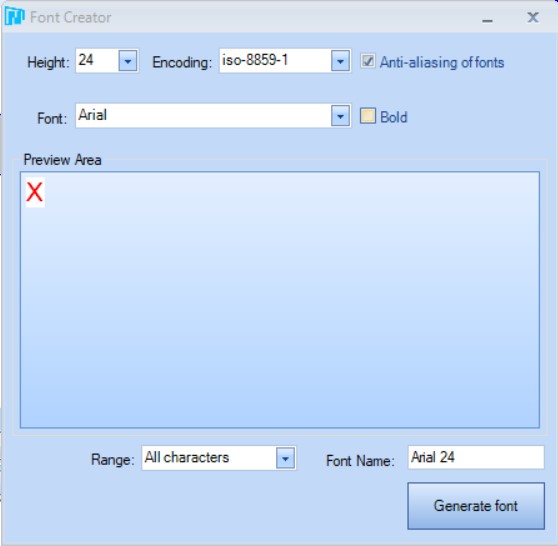 Font Creator
Height: 24 Encoding: iso-8859-1 Anti-aliasing of fonts
Font: Arial Bold
Preview Area
X
Range: All characters Font Name: Arial 24
Generate font